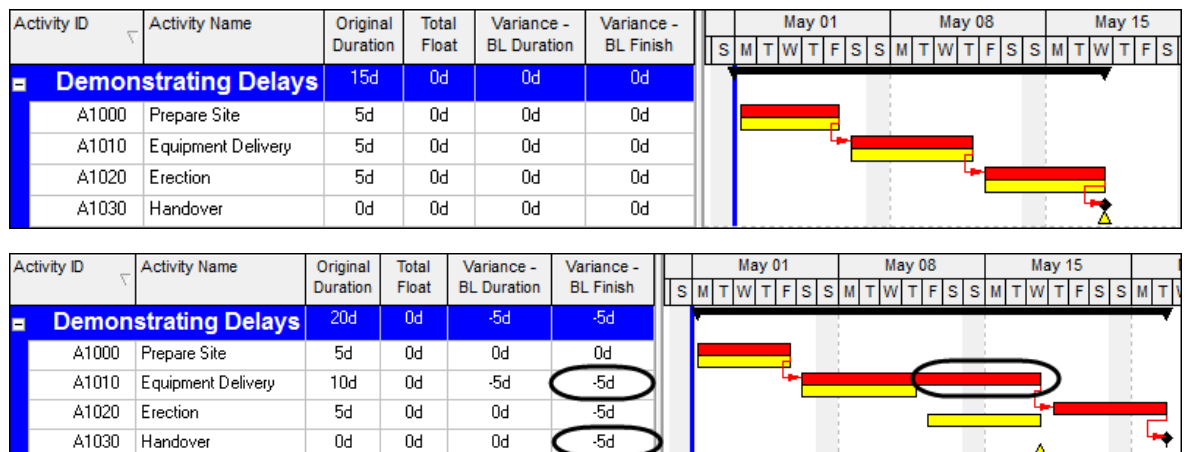 Activity ID Activity Name Original Duration Total Float Variance - BL Duration Variance - BL Finish May 01 May 08 May 15
S M T W T F S S M T W T F S S M T W T F S
Demonstrating Delays 15d 0d 0d 0d
A1000 Prepare Site 5d 0d 0d 0d
A1010 Equipment Delivery 5d 0d 0d 0d
A1020 Erection 5d 0d 0d 0d
A1030 Handover 0d 0d 0d 0d
Activity ID Activity Name Original Duration Total Float Variance - BL Duration Variance - BL Finish May 01 May 08 May 15
S M T W T F S S M T W T F S S M T W T F S S M T
Demonstrating Delays 20d 0d -5d -5d
A1000 Prepare Site 5d 0d 0d 0d
A1010 Equipment Delivery 10d 0d -5d -5d
A1020 Erection 5d 0d 0d -5d
A1030 Handover 0d 0d 0d -5d